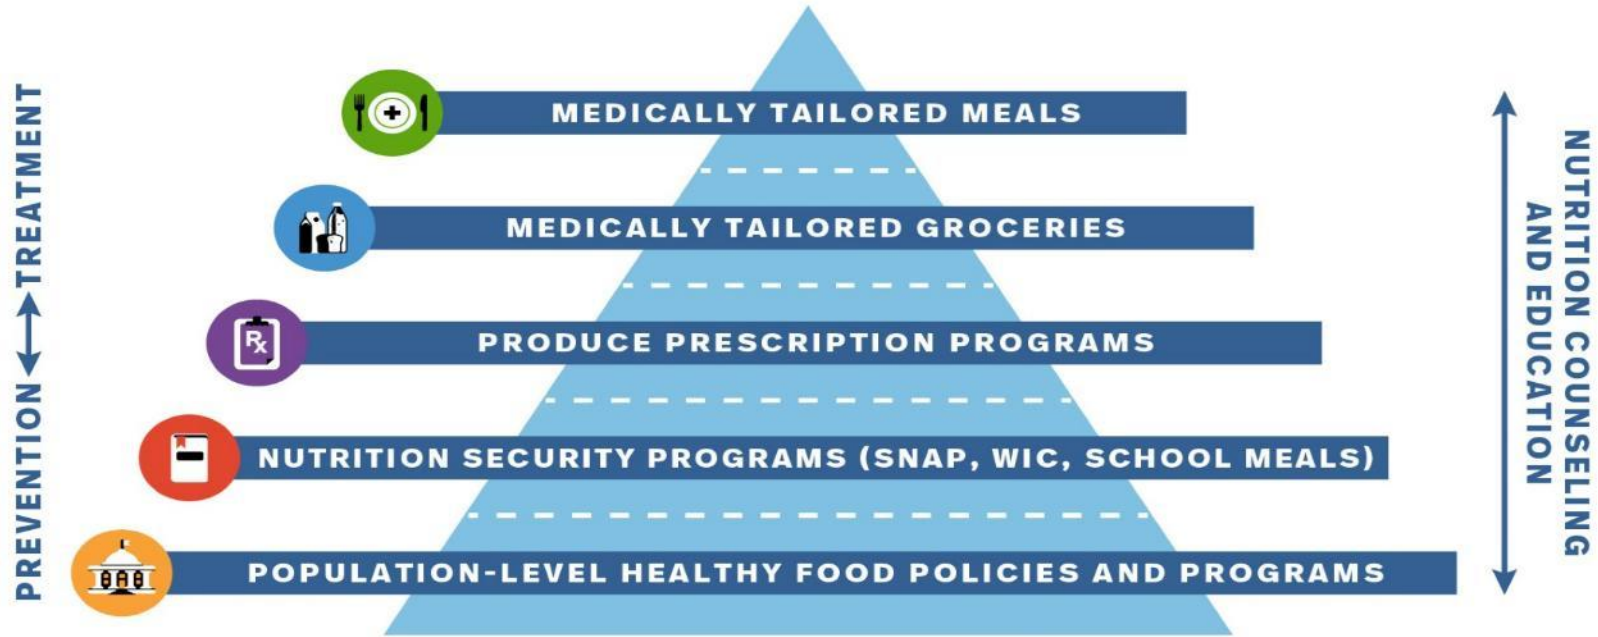 MEDICALLY TAILORED MEALS
MEDICALLY TAILORED GROCERIES
Rx
PRODUCE PRESCRIPTION PROGRAMS
NUTRITION SECURITY PROGRAMS (SNAP, WIC, SCHOOL MEALS)
POPULATION-LEVEL HEALTHY FOOD POLICIES AND PROGRAMS
PREVENTION ↔ TREATMENT
NUTRITION COUNSELING
AND EDUCATION